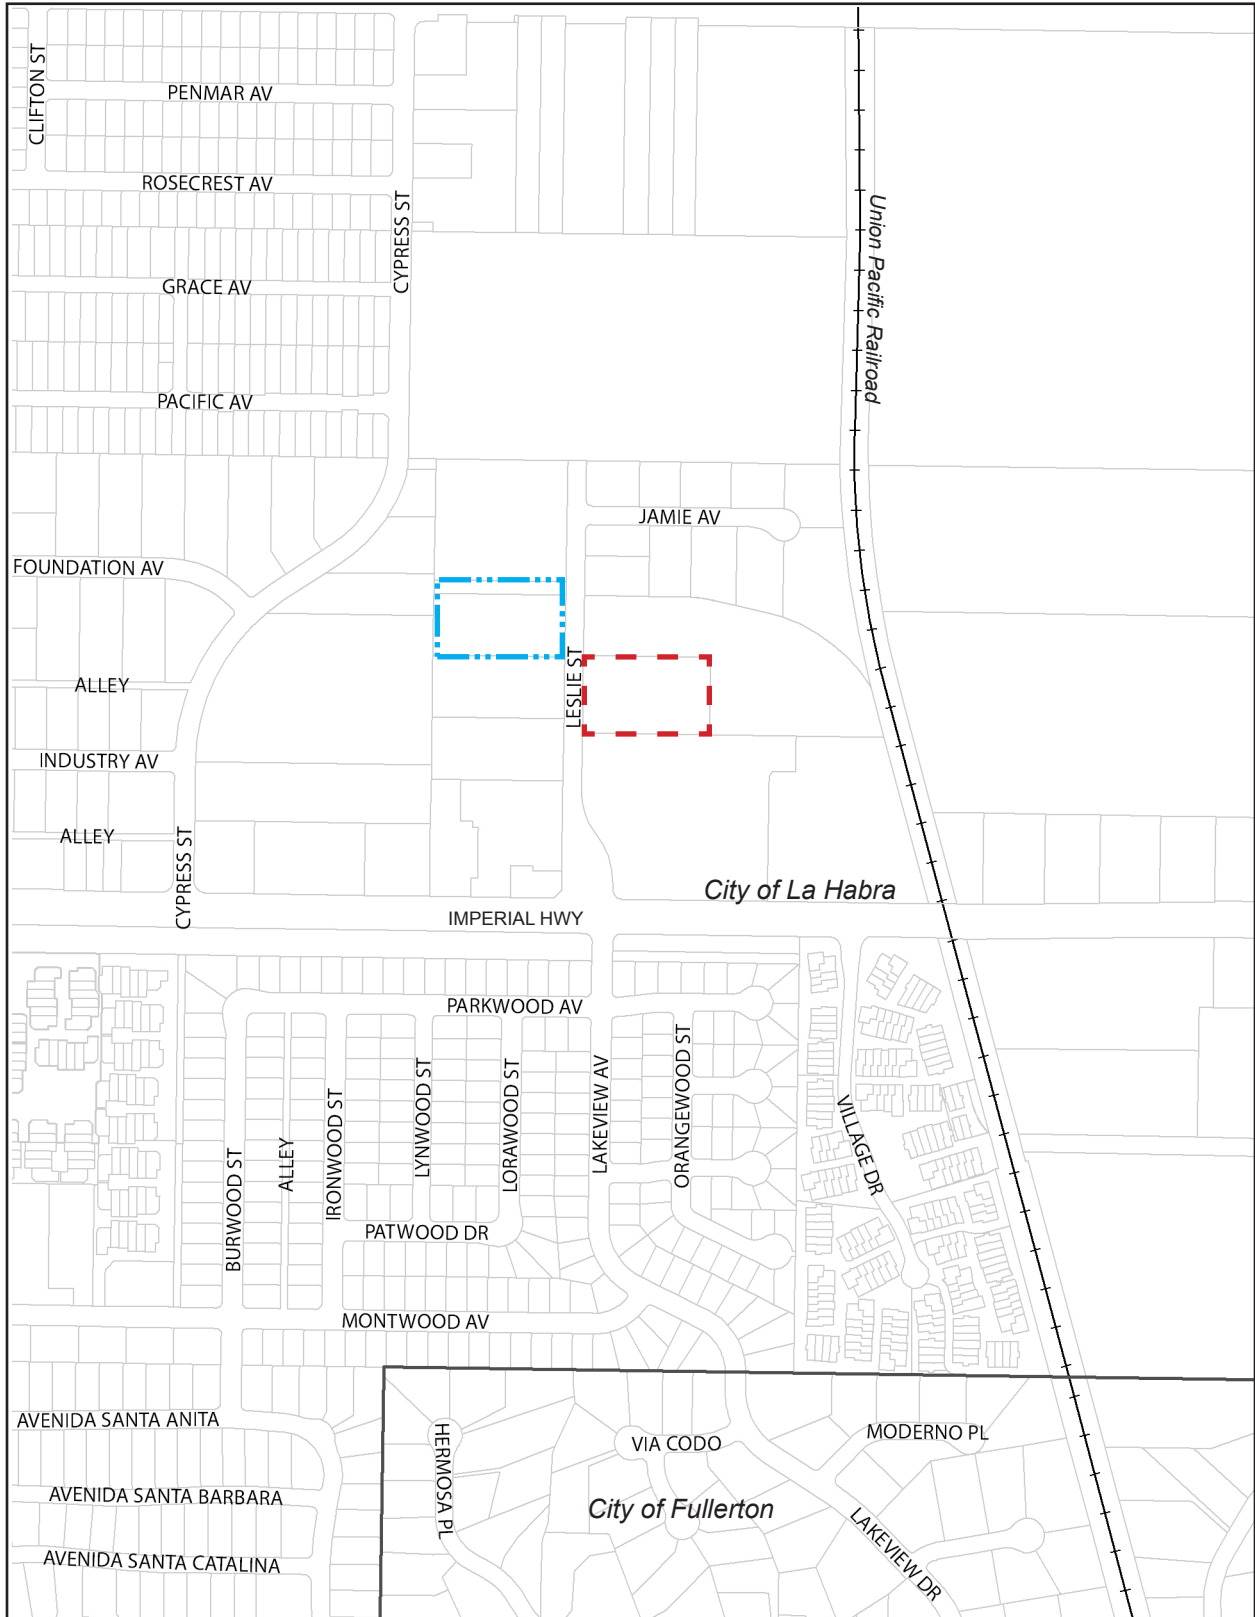 CLIFTON ST
PENMAR AV
ROSECREST AV
CYPRESS ST
Union Pacific Railroad
GRACE AV
PACIFIC AV
JAMIE AV
FOUNDATION AV
LESLIE ST
ALLEY
INDUSTRY AV
ALLEY
CYPRESS ST
City of La Habra
IMPERIAL HWY
PARKWOOD AV
BURWOOD ST
ALLEY
IRONWOOD ST
LYNWOOD ST
LORAWOOD ST
LAKEVIEW AV
ORANGEWOOD ST
VILLAGE DR
PATWOOD DR
MONTWOOD AV
AVENIDA SANTA ANITA
HERMOSA PL
VIA CODO
MODERNO PL
AVENIDA SANTA BARBARA
City of Fullerton
LAKEVIEW DR
AVENIDA SANTA CATALINA